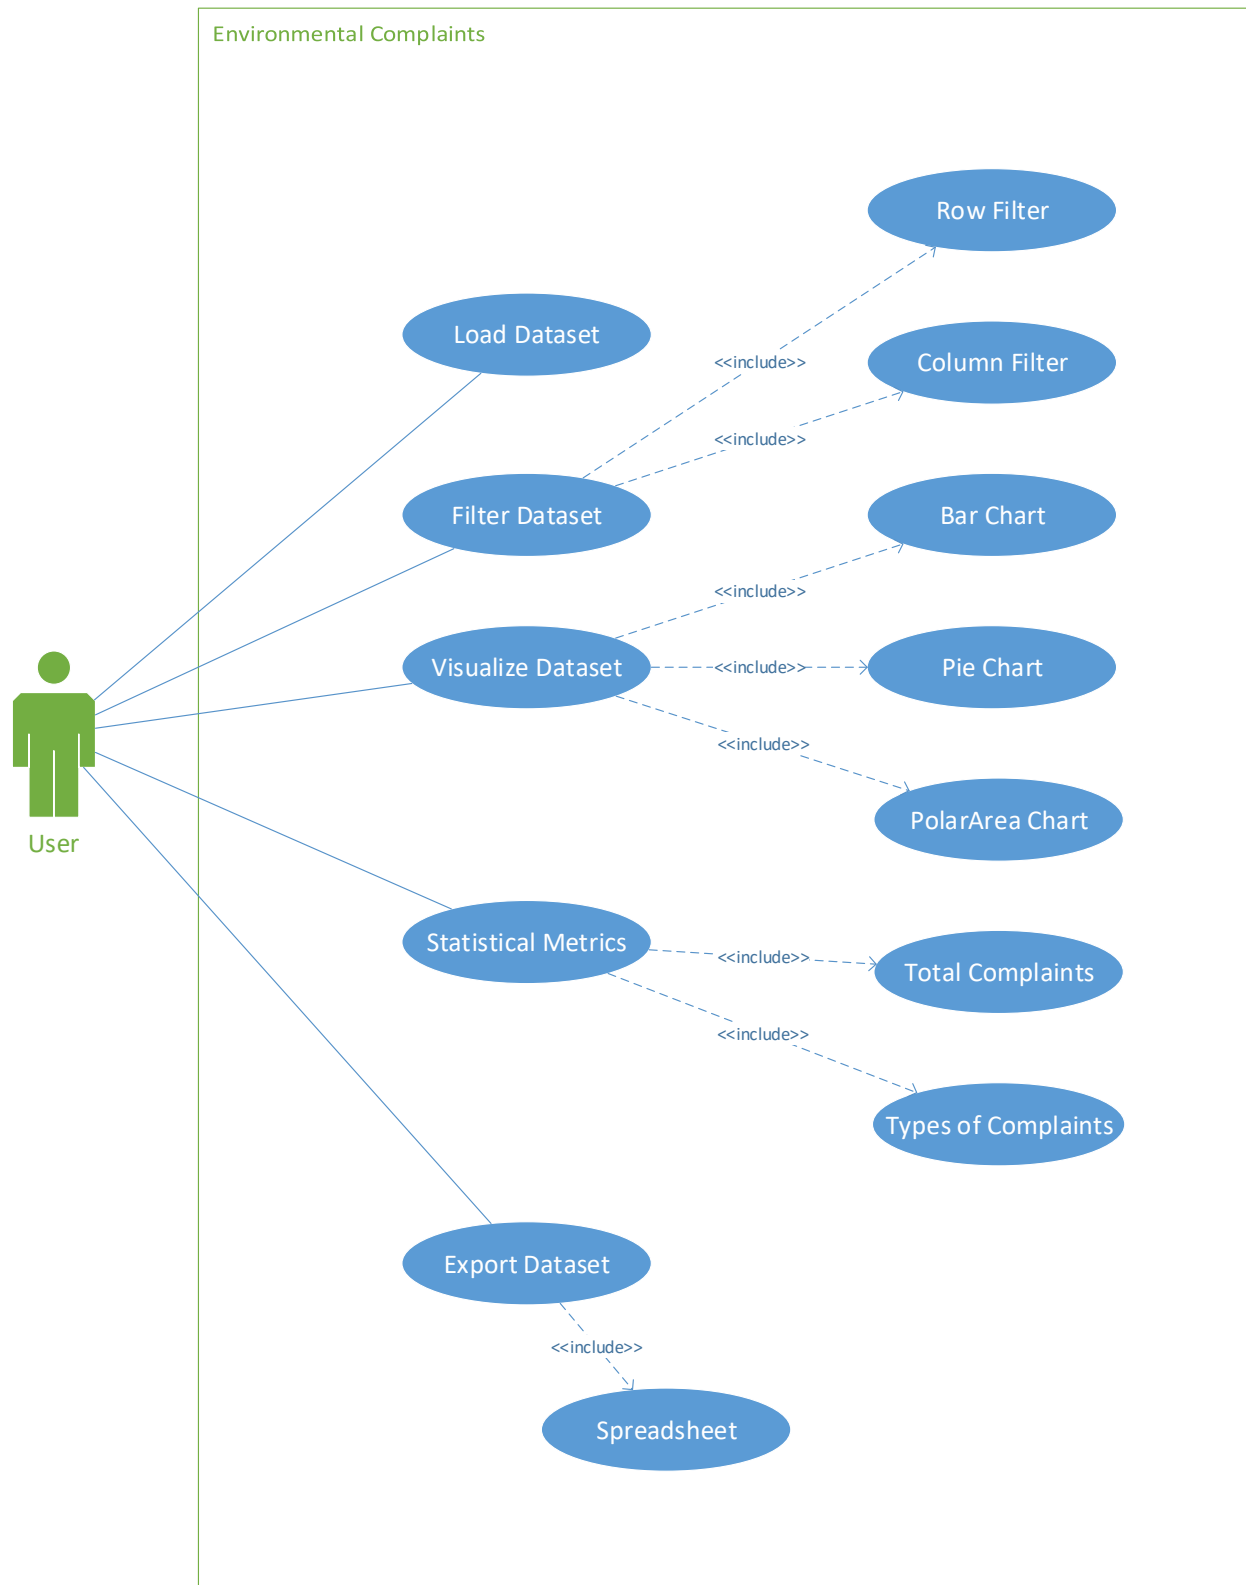 Environmental Complaints
Row Filter
Load Dataset
<<include>>
Column Filter
<<include>>
Filter Dataset
Bar Chart
<<include>>
Visualize Dataset
<<include>>
Pie Chart
<<include>>
PolarArea Chart
User
Statistical Metrics
<<include>>
Total Complaints
<<include>>
Types of Complaints
Export Dataset
<<include>>
Spreadsheet